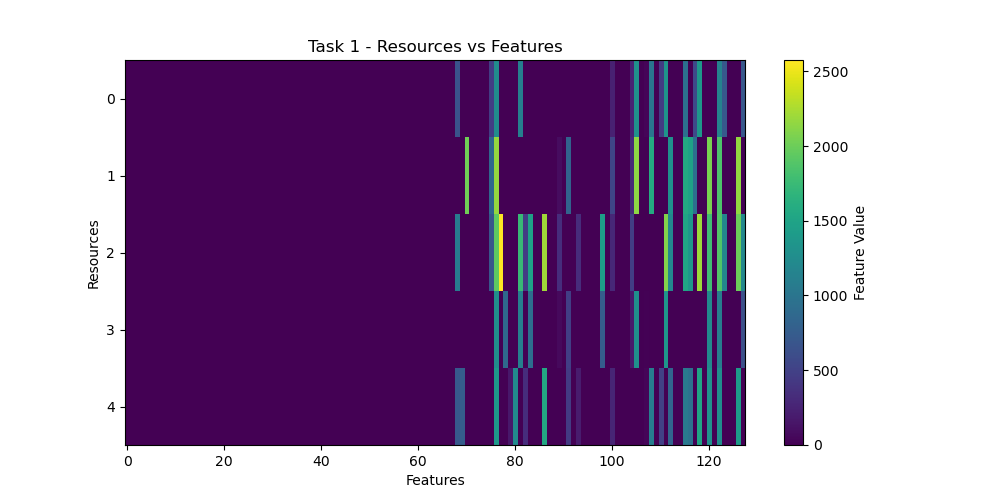 Task 1 - Resources vs Features
Resources
0
1
2
3
4
0 20 40 60 80 100 120
Features
2500
2000
1500
1000
500
0
Feature Value